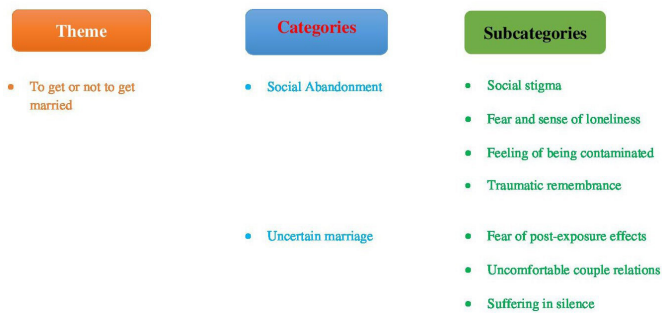 Theme
Categories
Subcategories
• To get or not to get
married
• Social Abandonment
• Social stigma
• Fear and sense of loneliness
• Feeling of being contaminated
• Traumatic remembrance
• Uncertain marriage
• Fear of post-exposure effects
• Uncomfortable couple relations
• Suffering in silence